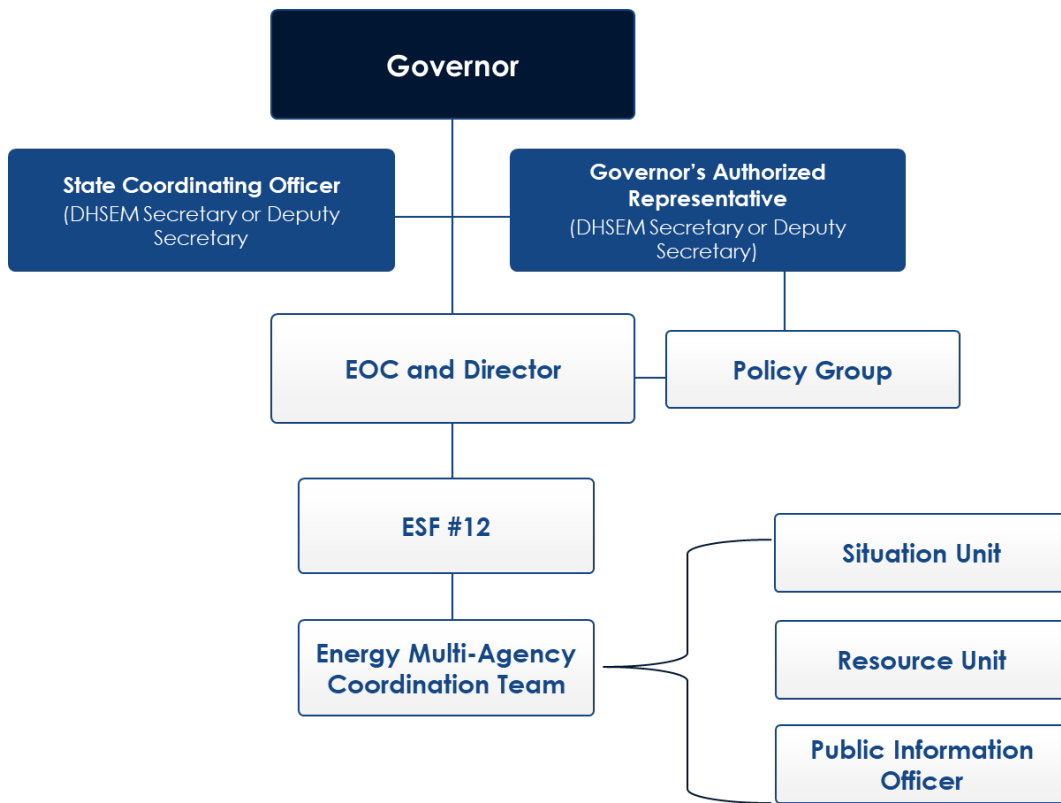 Governor
State Coordinating Officer
(DHSEM Secretary or Deputy
Secretary
Governor’s Authorized
Representative
(DHSEM Secretary or Deputy
Secretary)
EOC and Director
Policy Group
ESF #12
Energy Multi-Agency
Coordination Team
Situation Unit
Resource Unit
Public Information
Officer